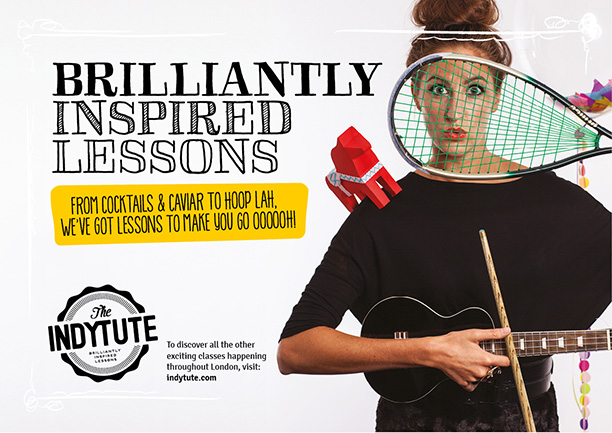 BRILLIANTLY
INSPIRED
LESSONS
FROM COCKTAILS & CAVIAR TO HOOP LAH,
WE'VE GOT LESSONS TO MAKE YOU GO OOOOOH!
The
INDYTUTE
BRILLIANTLY
INSPIRED
LESSONS
To discover all the other
exciting classes happening
throughout London, visit:
indytute.com